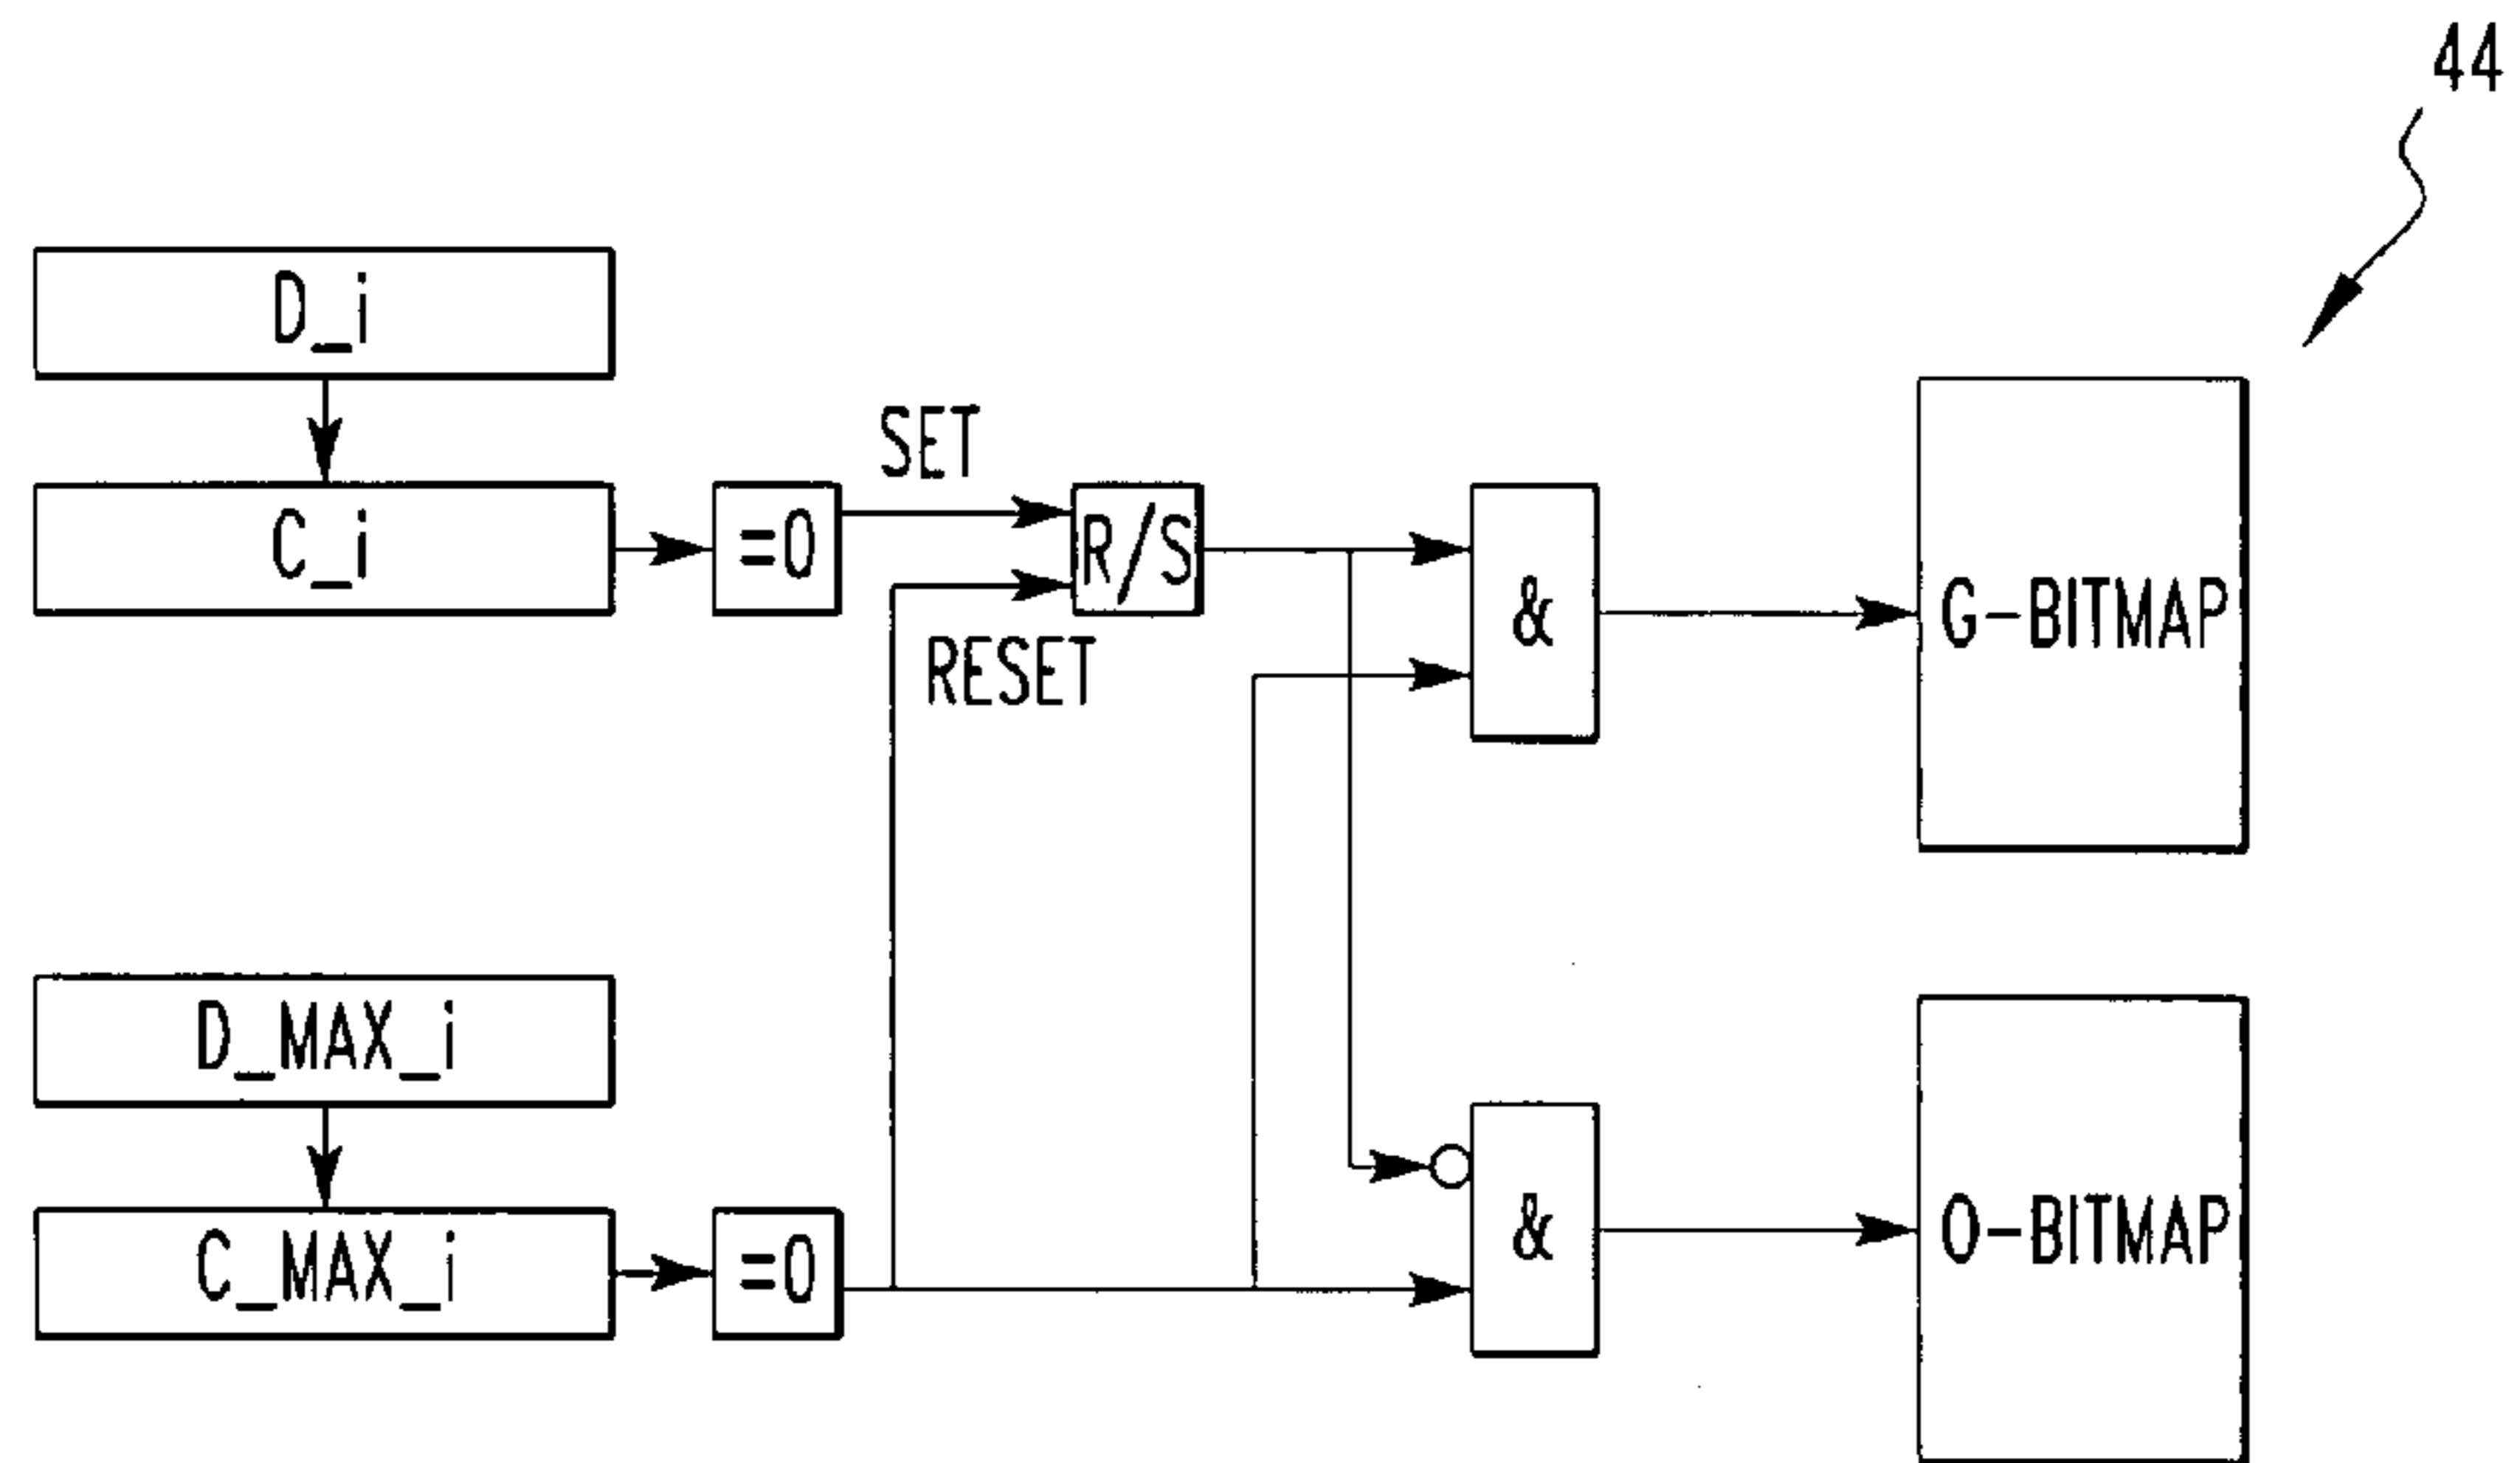 44
D_i
C_i
=0
SET
RESET
R/S
&
G-BITMAP
D_MAX_i
C_MAX_i
=0
&
O-BITMAP